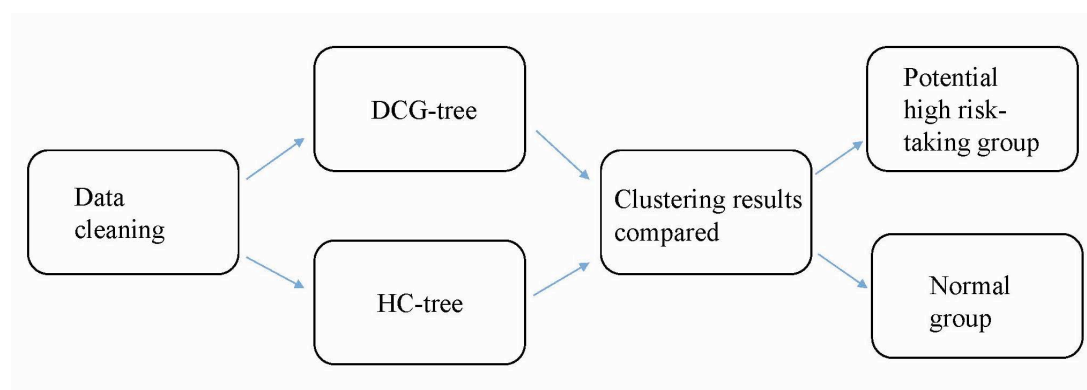 Data
cleaning
DCG-tree
HC-tree
Clustering results
compared
Potential
high risk-
taking group
Normal
group